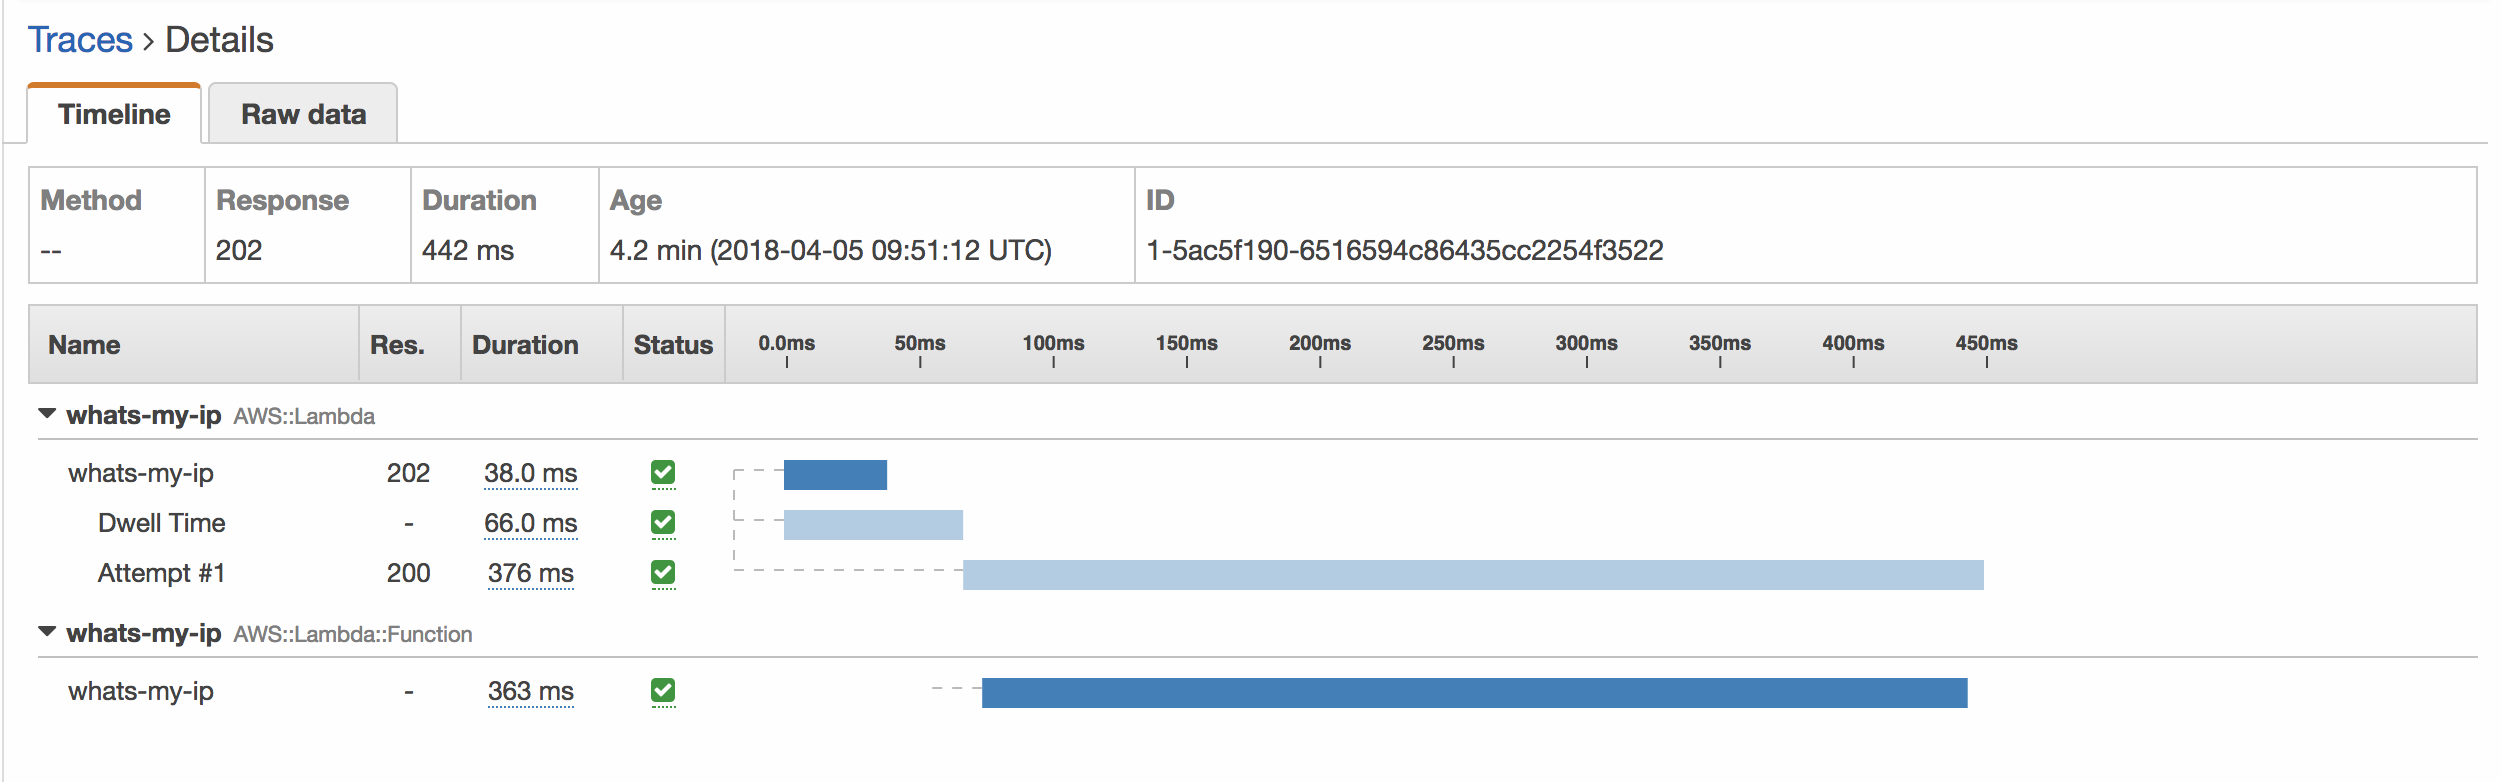 Traces > Details
Timeline Raw data
Method Response Duration Age ID
-- 202 442 ms 4.2 min (2018-04-05 09:51:12 UTC) 1-5ac5f190-6516594c86435cc2254f3522
Name Res. Duration Status 0.0ms 50ms 100ms 150ms 200ms 250ms 300ms 350ms 400ms 450ms
whats-my-ip AWS::Lambda
whats-my-ip 202 38.0 ms
Dwell Time - 66.0 ms
Attempt #1 200 376 ms
whats-my-ip AWS::Lambda::Function
whats-my-ip - 363 ms